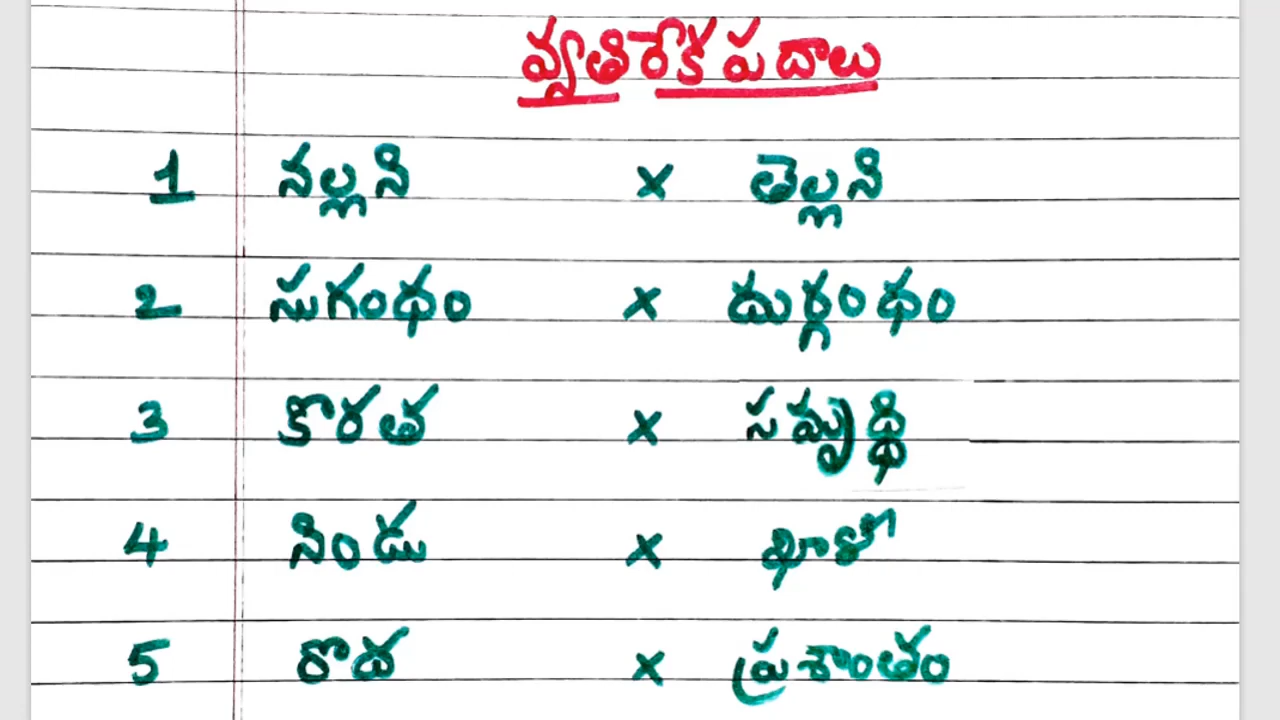 వ్యతిరేక పదాలు
1 నల్లని x తెల్లని
2 సుగంధం x దుర్గంధం
3 కొరత x సమృద్ధి
4 నిండు x ఖాళీ
5 రొద x ప్రశాంతం